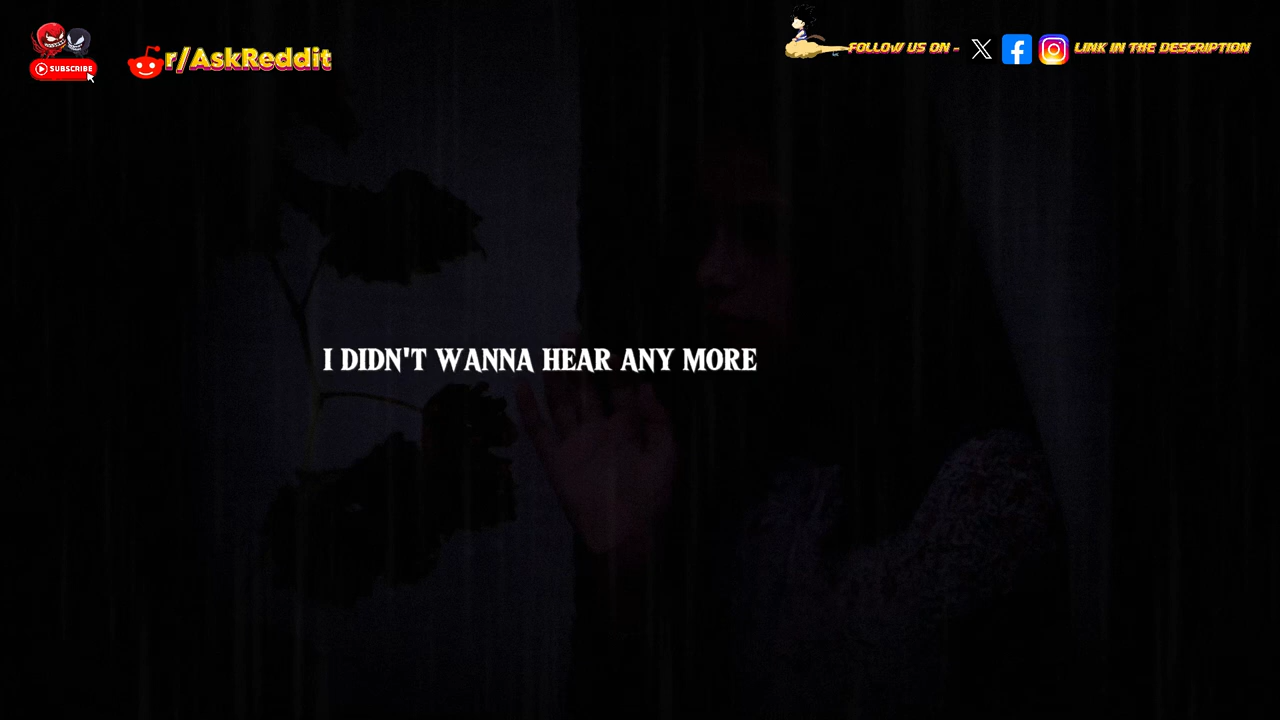 SUBSCRIBE
r/AskReddit
FOLLOW US ON -
LINK IN THE DESCRIPTION
I DIDN'T WANNA HEAR ANY MORE